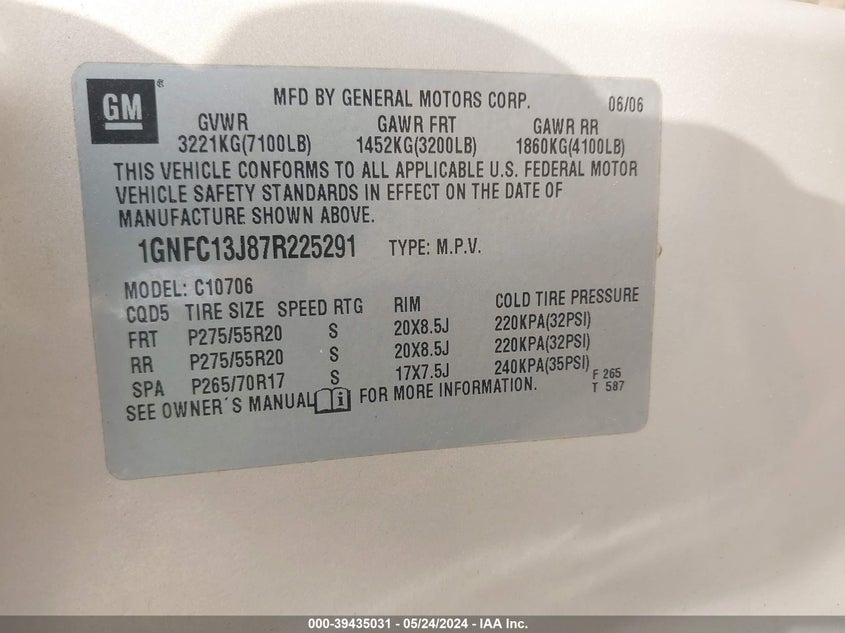 GM ®
MFD BY GENERAL MOTORS CORP. 06/06
GVWR GAWR FRT GAWR RR
3221KG(7100LB) 1452KG(3200LB) 1860KG(4100LB)
THIS VEHICLE CONFORMS TO ALL APPLICABLE U.S. FEDERAL MOTOR
VEHICLE SAFETY STANDARDS IN EFFECT ON THE DATE OF
MANUFACTURE SHOWN ABOVE.
1GNFC13J87R225291 TYPE: M.P.V.
MODEL: C10706
CQD5 TIRE SIZE SPEED RTG RIM COLD TIRE PRESSURE
FRT P275/55R20 S 20X8.5J 220KPA(32PSI)
RR P275/55R20 S 20X8.5J 220KPA(32PSI)
SPA P265/70R17 S 17X7.5J 240KPA(35PSI) F 265
SEE OWNER'S MANUAL i FOR MORE INFORMATION. T 587
000-39435031 - 05/24/2024 - IAA Inc.